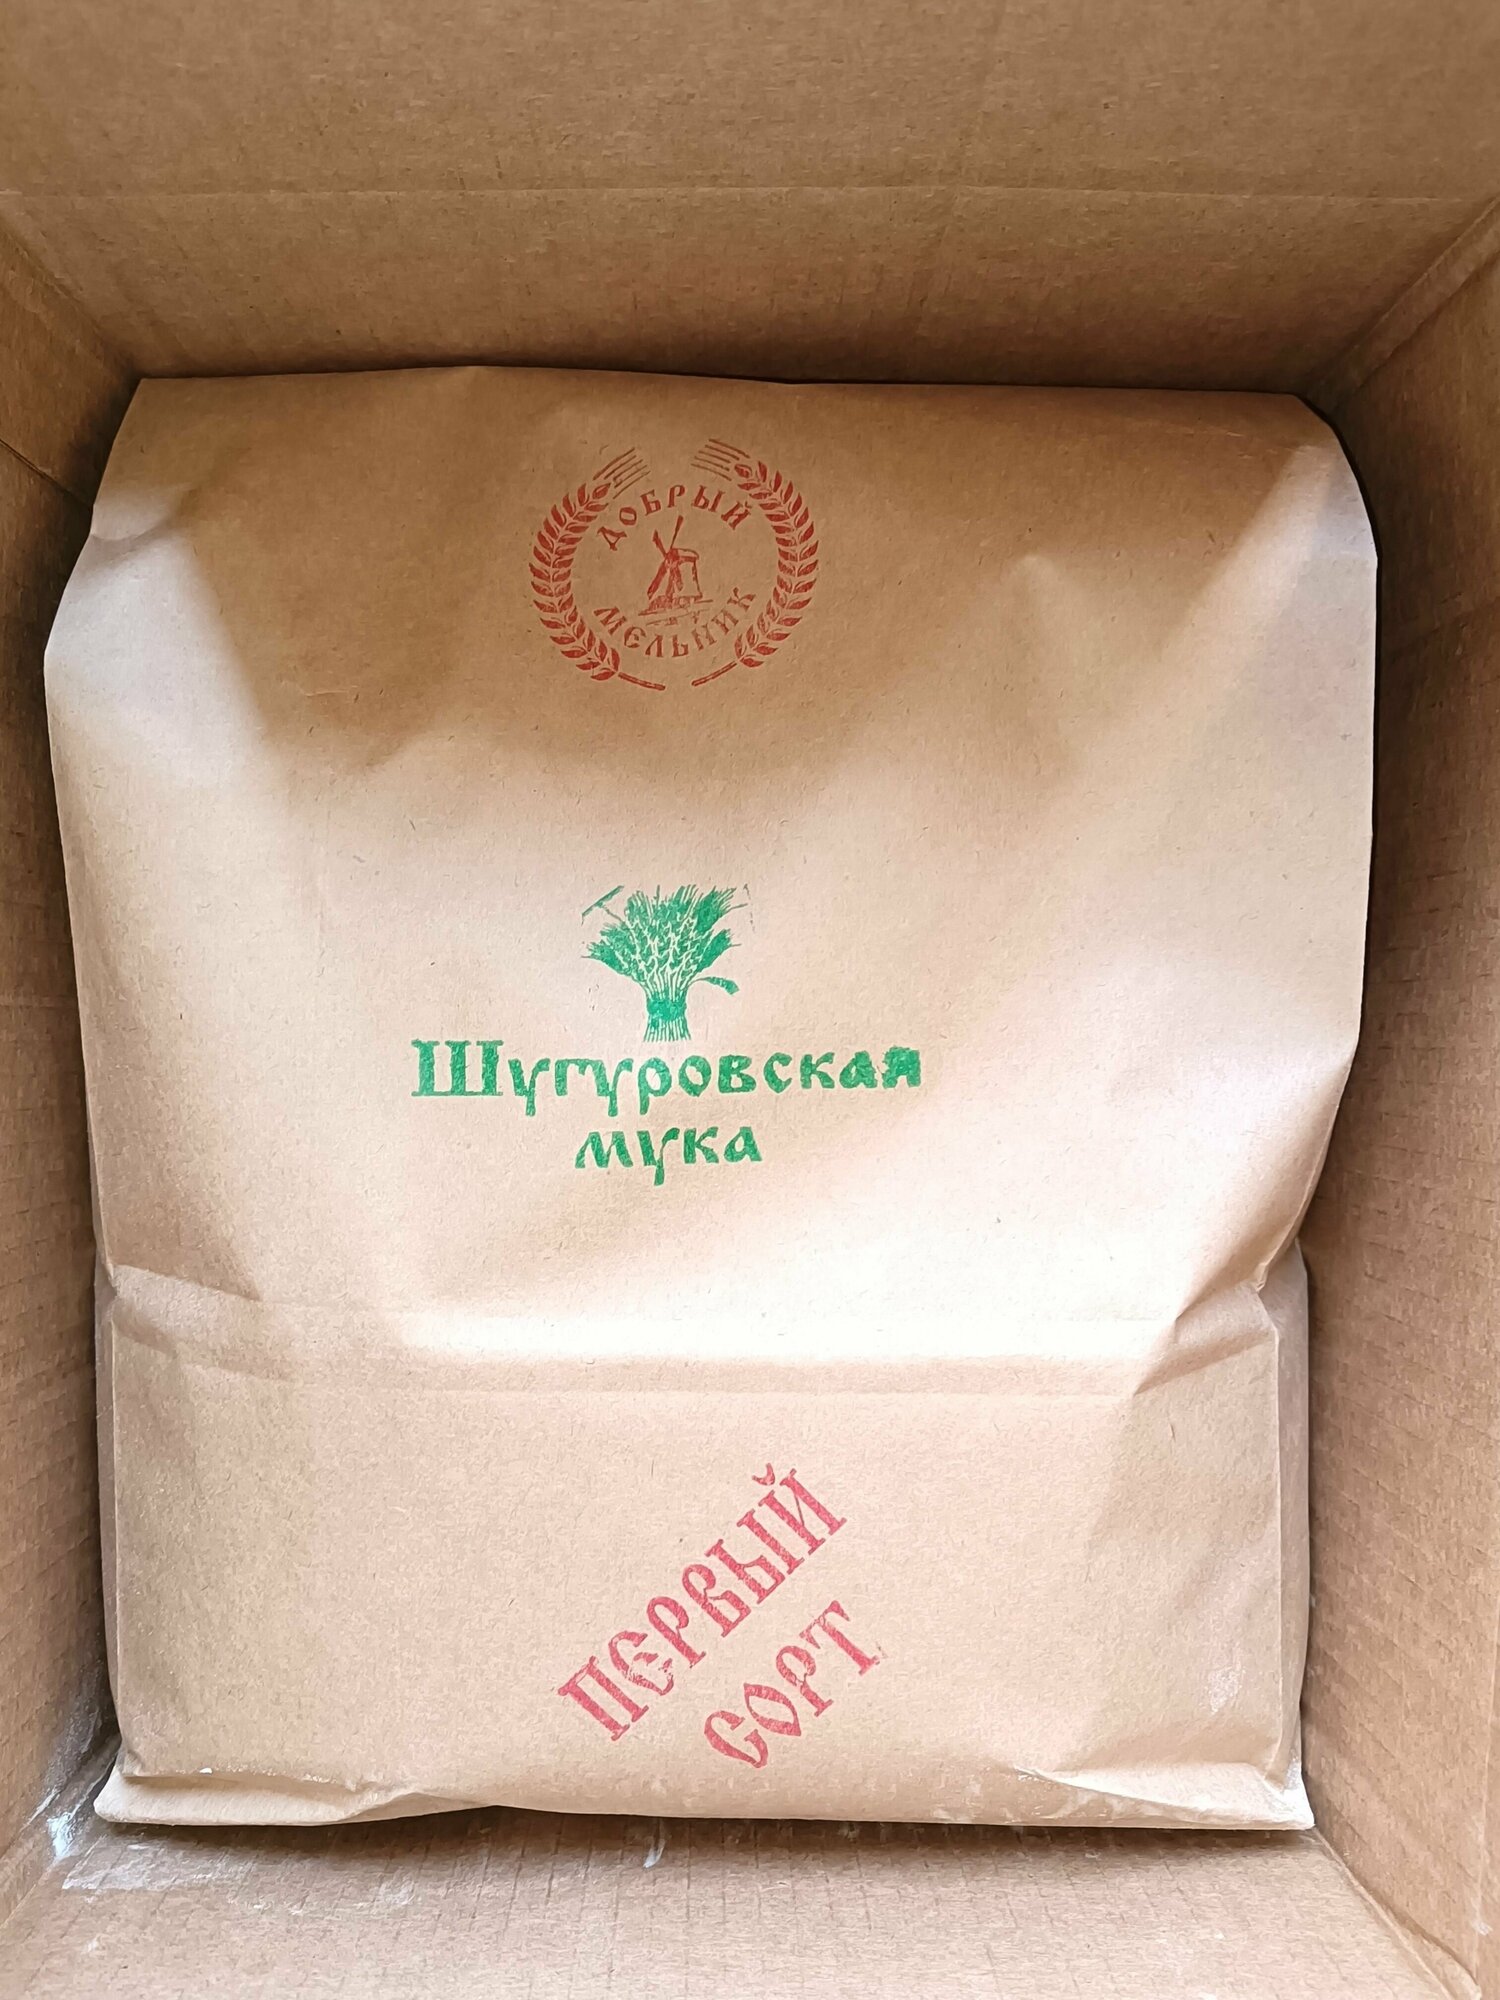 ДОБРЫЙ
МЕЛЬНИК
Шугуровская
мука
ПЕРВЫЙ
СОРТ